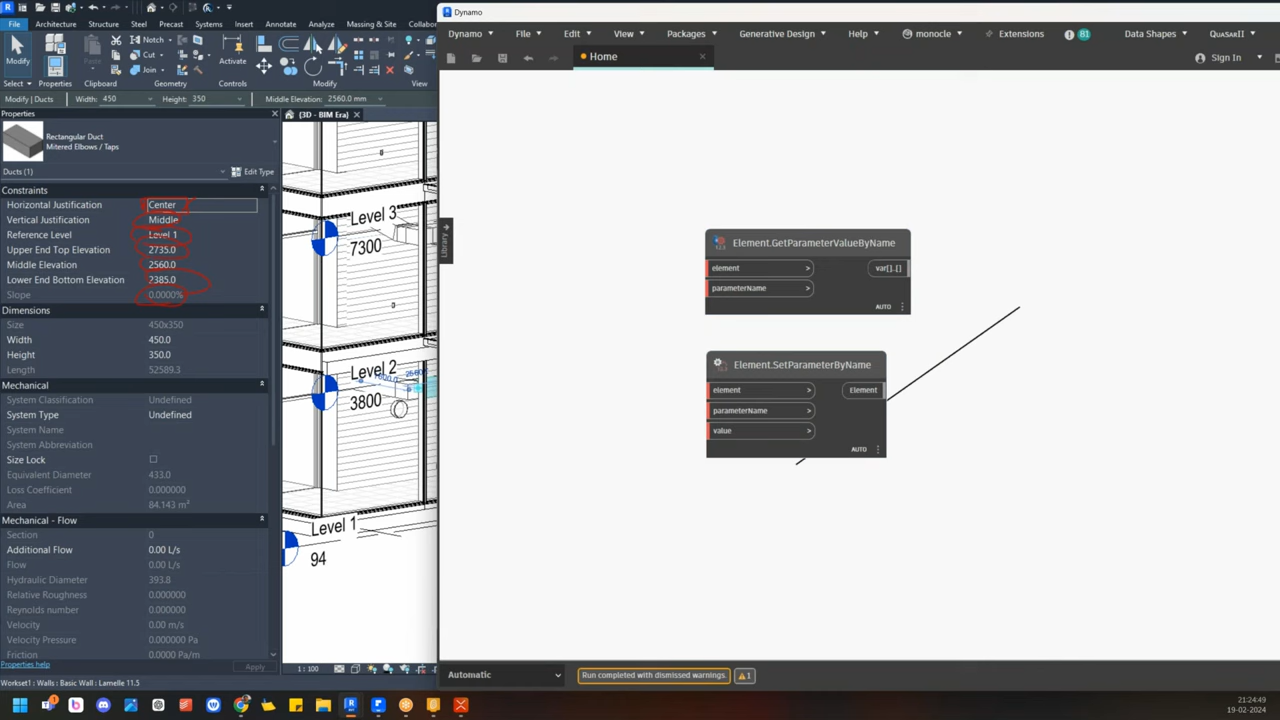 Architecture
Structure
Steel
Precast
Systems
Insert
Annotate
Analyze
Massing & Site
Collabor
File
Modify
Properties
Paste
Notch
Cut
Join
Activate
Select
Properties
Clipboard
Geometry
Controls
Modify
View
Modify | Ducts
Width: 450
Height: 350
Middle Elevation: 2560.0 mm
Properties
{3D - BIM Era}
Rectangular Duct
Mitered Elbows / Taps
Ducts (1)
Edit Type
Constraints
Horizontal Justification Center
Vertical Justification Middle
Reference Level Level 1
Upper End Top Elevation 2735.0
Middle Elevation 2560.0
Lower End Bottom Elevation 2385.0
Slope 0.0000%
Dimensions
Size 450x350
Width 450.0
Height 350.0
Length 52589.3
Mechanical
System Classification Undefined
System Type Undefined
System Name
System Abbreviation
Size Lock
Equivalent Diameter 433.0
Loss Coefficient 0.000000
Area 84.143 m²
Mechanical - Flow
Section 0
Additional Flow 0.00 L/s
Flow 0.00 L/s
Hydraulic Diameter 393.8
Relative Roughness 0.000000
Reynolds number 0.000000
Velocity 0.00 m/s
Velocity Pressure 0.000000 Pa
Friction 0.0000 Pa/m
Properties help
Apply
Level 3
7300
Level 2
3800
Level 1
94
1 : 100
Workset1 : Walls : Basic Wall : Lamelle 11.5
Dynamo
Dynamo
File
Edit
View
Packages
Generative Design
Help
monocle
Extensions
81
Data Shapes
QUASARII
Home
Sign In
Library
Element.GetParameterValueByName
element >
var[]..[]
parameterName >
AUTO
Element.SetParameterByName
element >
Element
parameterName >
value >
AUTO
Automatic
Run completed with dismissed warnings.
1
21:24:49
19-02-2024